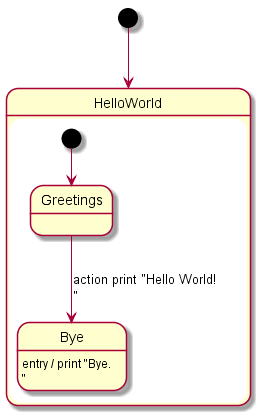 HelloWorld
Greetings
action print "Hello World!
"
Bye
entry / print "Bye.
"